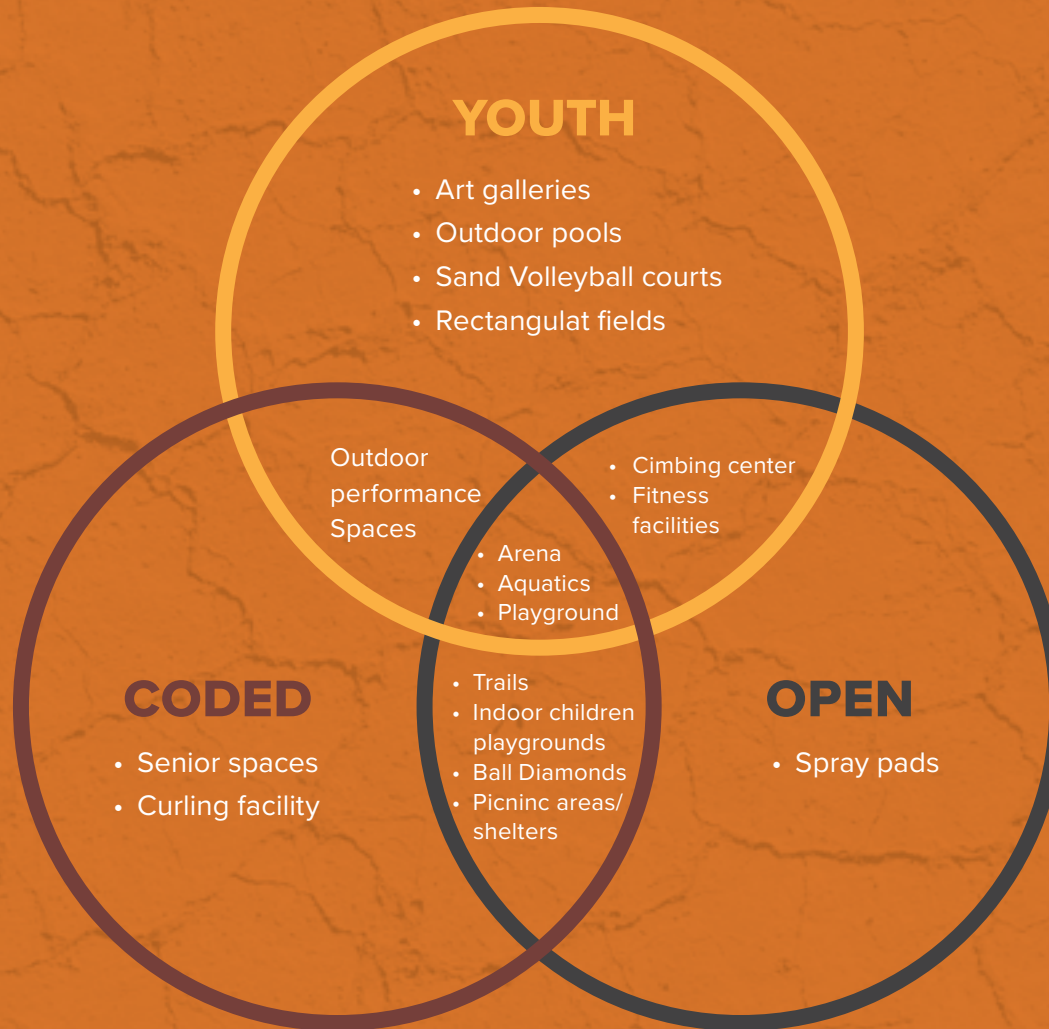 YOUTH
• Art galleries
• Outdoor pools
• Sand Volleyball courts
• Rectangulat fields
Outdoor
performance
Spaces
• Cimbing center
• Fitness
facilities
• Arena
• Aquatics
• Playground
CODED
• Senior spaces
• Curling facility
• Trails
• Indoor children
playgrounds
• Ball Diamonds
• Picninc areas/
shelters
OPEN
• Spray pads